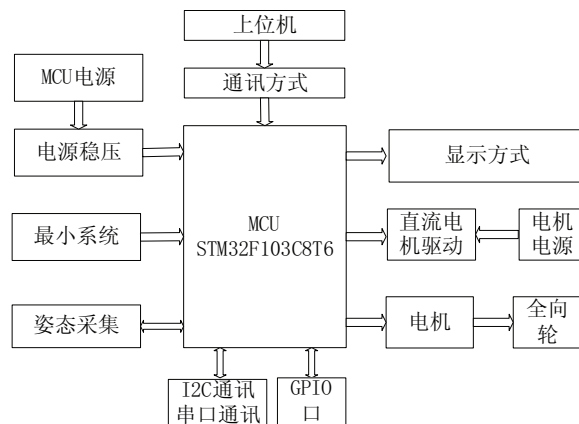 上位机
MCU电源
通讯方式
电源稳压
显示方式
MCU
STM32F103C8T6
最小系统
直流电
机驱动
电机
电源
姿态采集
电机
全向
轮
I2C通讯
串口通讯
GPIO
口